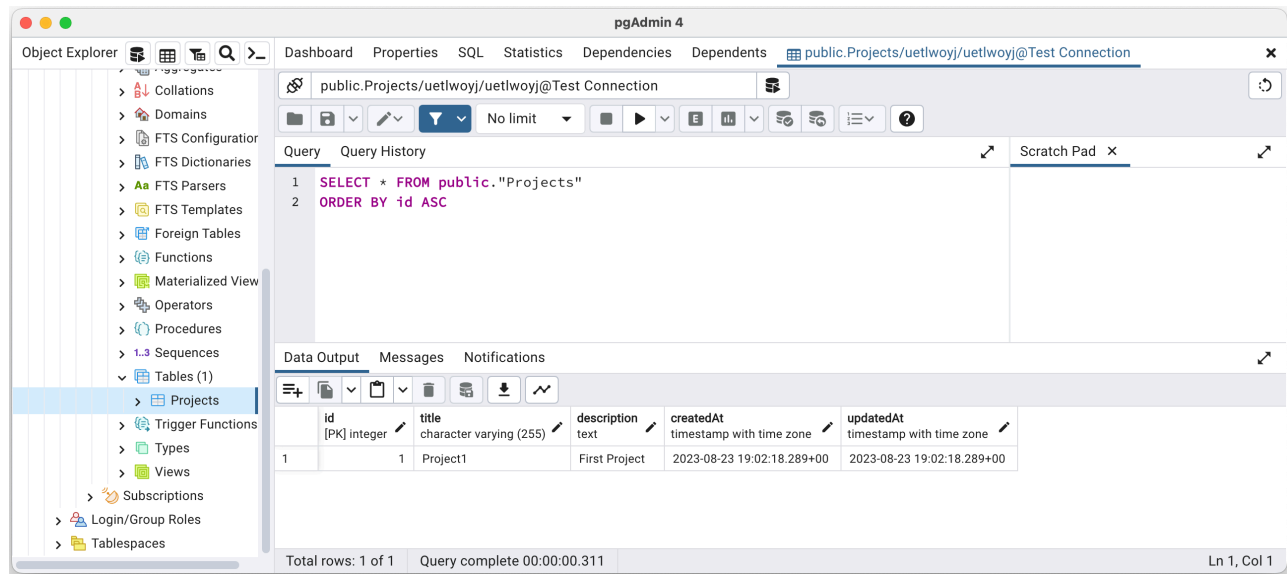 pgAdmin 4
Object Explorer
Dashboard Properties SQL Statistics Dependencies Dependents public.Projects/uetlwoyj/uetlwoyj@Test Connection
Aggregates
Collations
Domains
FTS Configuration
Aa FTS Dictionaries
FTS Parsers
FTS Templates
Foreign Tables
Functions
Materialized View
Operators
Procedures
1..3 Sequences
Tables (1)
Projects
Trigger Functions
Types
Views
Subscriptions
Login/Group Roles
Tablespaces
public.Projects/uetlwoyj/uetlwoyj@Test Connection
No limit
E
Query Query History
Scratch Pad
1 SELECT * FROM public."Projects"
2 ORDER BY id ASC
Data Output Messages Notifications
id title description createdAt updatedAt
[PK] integer character varying (255) text timestamp with time zone timestamp with time zone
1 1 Project1 First Project 2023-08-23 19:02:18.289+00 2023-08-23 19:02:18.289+00
Total rows: 1 of 1 Query complete 00:00:00.311 Ln 1, Col 1